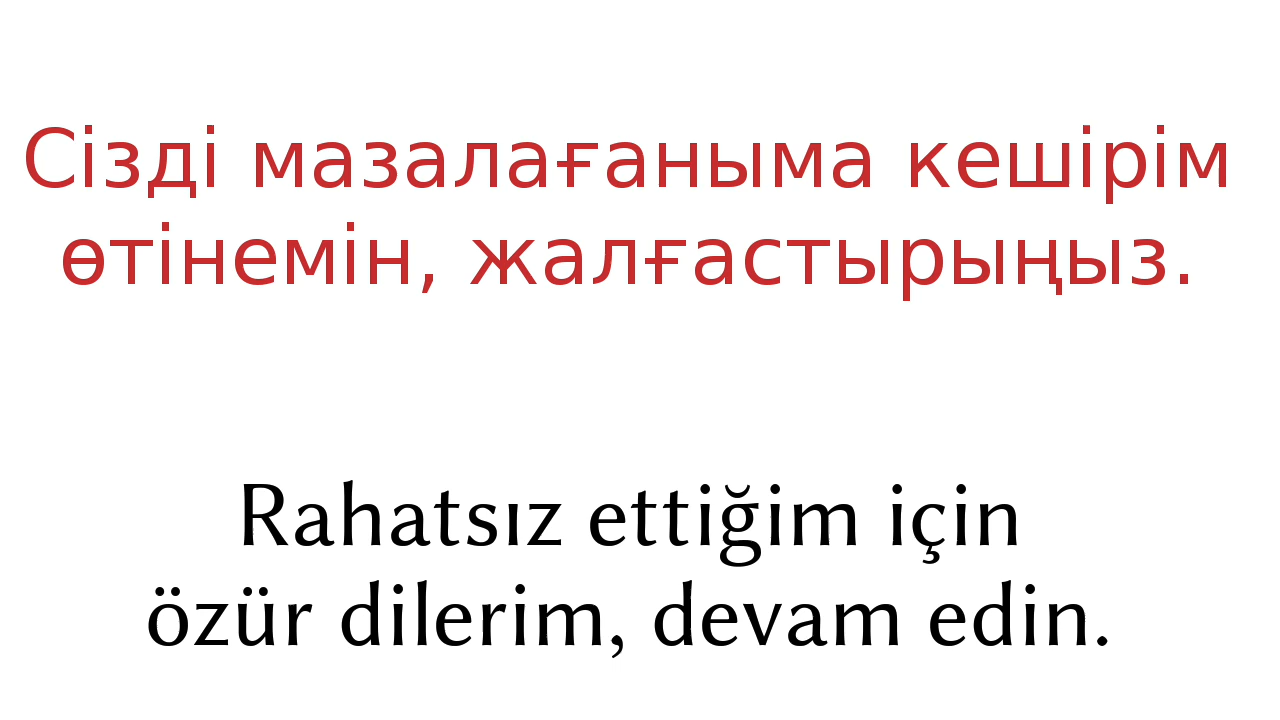 Сізді мазалағаныма кешірім
өтінемін, жалғастырыңыз.
Rahatsız ettiğim için
özür dilerim, devam edin.